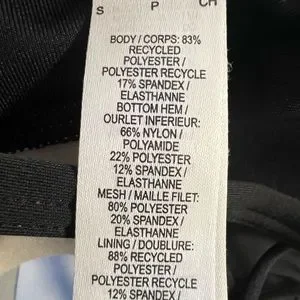 S P CH
BODY / CORPS: 83%
RECYCLED
POLYESTER /
POLYESTER RECYCLE
17% SPANDEX /
ELASTHANNE
BOTTOM HEM /
OURLET INFERIEUR:
66% NYLON /
POLYAMIDE
22% POLYESTER
12% SPANDEX /
ELASTHANNE
MESH / MAILLE FILET:
80% POLYESTER
20% SPANDEX /
ELASTHANNE
LINING / DOUBLURE:
88% RECYCLED
POLYESTER /
POLYESTER RECYCLE
12% SPANDEX /